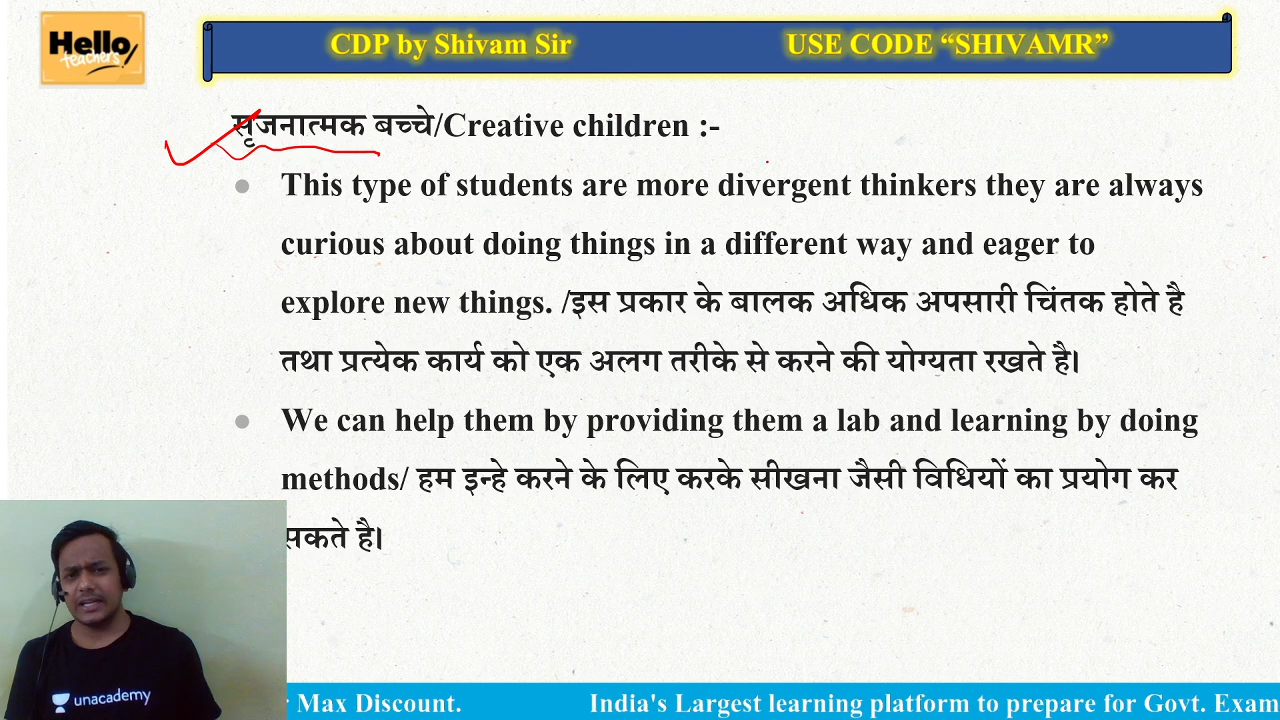 Hello
teachers
CDP by Shivam Sir USE CODE “SHIVAMR”
सृजनात्मक बच्चे/Creative children :-
This type of students are more divergent thinkers they are always
curious about doing things in a different way and eager to
explore new things. /इस प्रकार के बालक अधिक अपसारी चिंतक होते है
तथा प्रत्येक कार्य को एक अलग तरीके से करने की योग्यता रखते है।
We can help them by providing them a lab and learning by doing
methods/ हम इन्हे करने के लिए करके सीखना जैसी विधियों का प्रयोग कर
सकते है।
unacademy
Max Discount. India's Largest learning platform to prepare for Govt. Exam